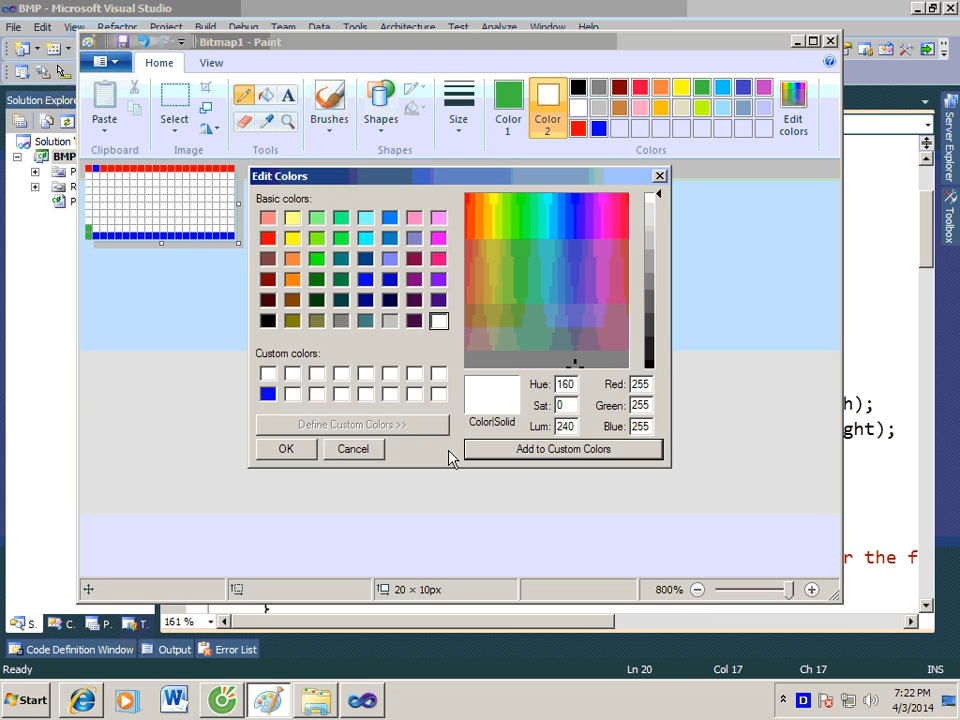 BMP - Microsoft Visual Studio
File Edit View Refactor Project Build Debug Team Data Tools Architecture Test Analyze Window Help
Bitmap1 - Paint
Home View
Paste
Select
Brushes
Shapes
Size
Color 1
Color 2
Edit colors
Clipboard Image Tools Shapes Colors
Solution Explore
Solution '
BMP
P
R
P
Edit Colors
Basic colors:
Custom colors:
Define Custom Colors >>
OK Cancel
Color|Solid
Hue: 160 Red: 255
Sat: 0 Green: 255
Lum: 240 Blue: 255
Add to Custom Colors
Server Explorer
Toolbox
h);
ght);
r the f
20 × 10px
800%
}
S. C. P. T.
161 %
Code Definition Window Output Error List
Ready Ln 20 Col 17 Ch 17 INS
Start
D
7:22 PM
4/3/2014